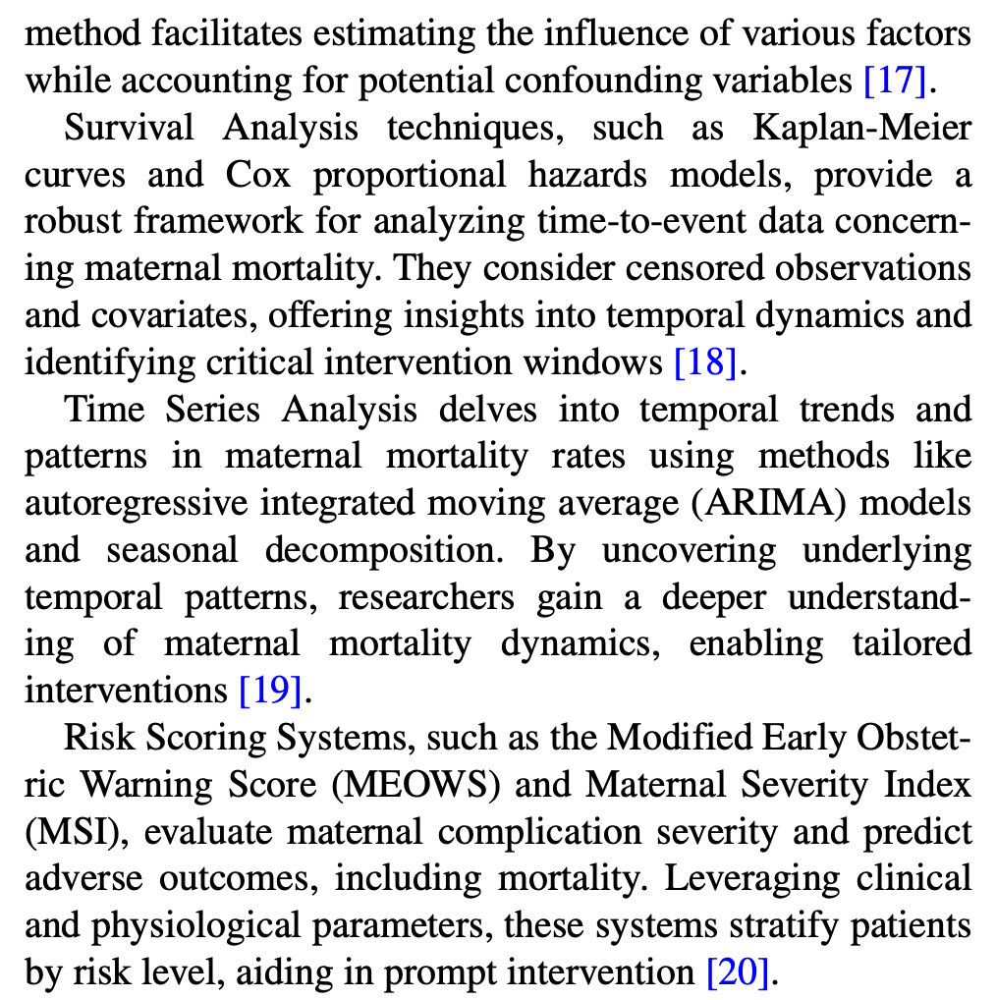 method facilitates estimating the influence of various factors
while accounting for potential confounding variables [17].
Survival Analysis techniques, such as Kaplan-Meier
curves and Cox proportional hazards models, provide a
robust framework for analyzing time-to-event data concern-
ing maternal mortality. They consider censored observations
and covariates, offering insights into temporal dynamics and
identifying critical intervention windows [18].
Time Series Analysis delves into temporal trends and
patterns in maternal mortality rates using methods like
autoregressive integrated moving average (ARIMA) models
and seasonal decomposition. By uncovering underlying
temporal patterns, researchers gain a deeper understand-
ing of maternal mortality dynamics, enabling tailored
interventions [19].
Risk Scoring Systems, such as the Modified Early Obstet-
ric Warning Score (MEOWS) and Maternal Severity Index
(MSI), evaluate maternal complication severity and predict
adverse outcomes, including mortality. Leveraging clinical
and physiological parameters, these systems stratify patients
by risk level, aiding in prompt intervention [20].